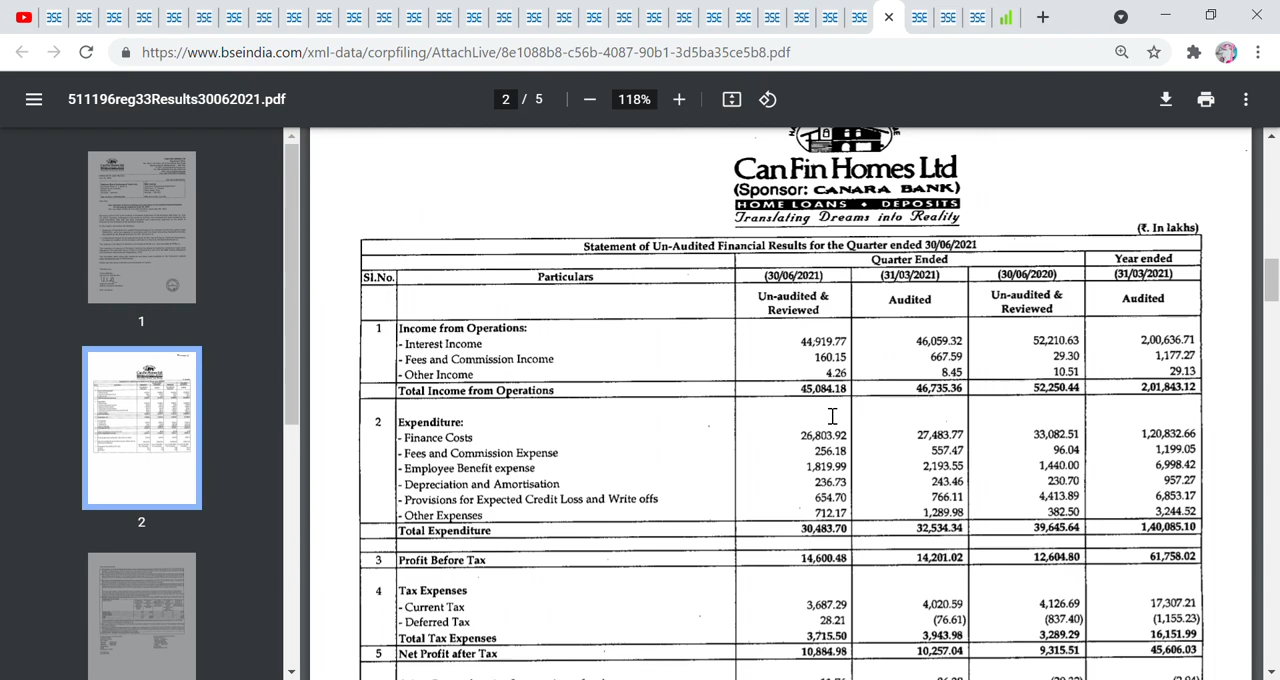 https://www.bseindia.com/xml-data/corpfiling/AttachLive/8e1088b8-c56b-4087-90b1-3d5ba35ce5b8.pdf
511196reg33Results30062021.pdf 2 / 5 118%
1
2
Can Fin Homes Ltd
(Sponsor: CANARA BANK)
HOME LOANS • DEPOSITS
Translating Dreams into Reality
(₹. In lakhs)
Statement of Un-Audited Financial Results for the Quarter ended 30/06/2021
Quarter Ended Year ended
Sl.No. Particulars (30/06/2021) (31/03/2021) (30/06/2020) (31/03/2021)
Un-audited & Reviewed Audited Un-audited & Reviewed Audited
1 Income from Operations:
- Interest Income 44,919.77 46,059.32 52,210.63 2,00,636.71
- Fees and Commission Income 160.15 667.59 29.30 1,177.27
- Other Income 4.26 8.45 10.51 29.13
Total Income from Operations 45,084.18 46,735.36 52,250.44 2,01,843.12
2 Expenditure:
- Finance Costs 26,803.92 27,483.77 33,082.51 1,20,832.66
- Fees and Commission Expense 256.18 557.47 96.04 1,199.05
- Employee Benefit expense 1,819.99 2,193.55 1,440.00 6,998.42
- Depreciation and Amortisation 236.73 243.46 230.70 957.27
- Provisions for Expected Credit Loss and Write offs 654.70 766.11 4,413.89 6,853.17
- Other Expenses 712.17 1,289.98 382.50 3,244.52
Total Expenditure 30,483.70 32,534.34 39,645.64 1,40,085.10
3 Profit Before Tax 14,600.48 14,201.02 12,604.80 61,758.02
4 Tax Expenses
- Current Tax 3,687.29 4,020.59 4,126.69 17,307.21
- Deferred Tax 28.21 (76.61) (837.40) (1,155.23)
Total Tax Expenses 3,715.50 3,943.98 3,289.29 16,151.99
5 Net Profit after Tax 10,884.98 10,257.04 9,315.51 45,606.03